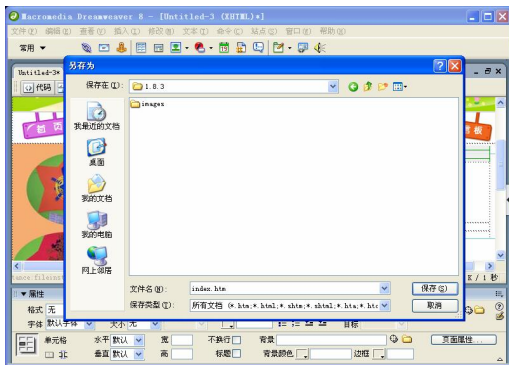 Macromedia Dreamweaver 8 - [Untitled-3 (XHTML)*]
文件(F) 编辑(E) 查看(V) 插入(I) 修改(M) 文本(T) 命令(C) 站点(S) 窗口(W) 帮助(H)
常用
Untitled-3*
代码
另存为
保存在(I): 1.8.3
images
我最近的文档
桌面
我的文档
我的电脑
网上邻居
文件名(N): index.htm 保存(S)
保存类型(T): 所有文档 (*.htm;*.html;*.shtm;*.shtml;*.hta;*.htc 取消
首页
K / 1 秒
属性
格式 无
字体 默认字体 大小 无 目标
单元格 水平 默认 宽 不换行 背景 页面属性...
垂直 默认 高 标题 背景颜色 边框